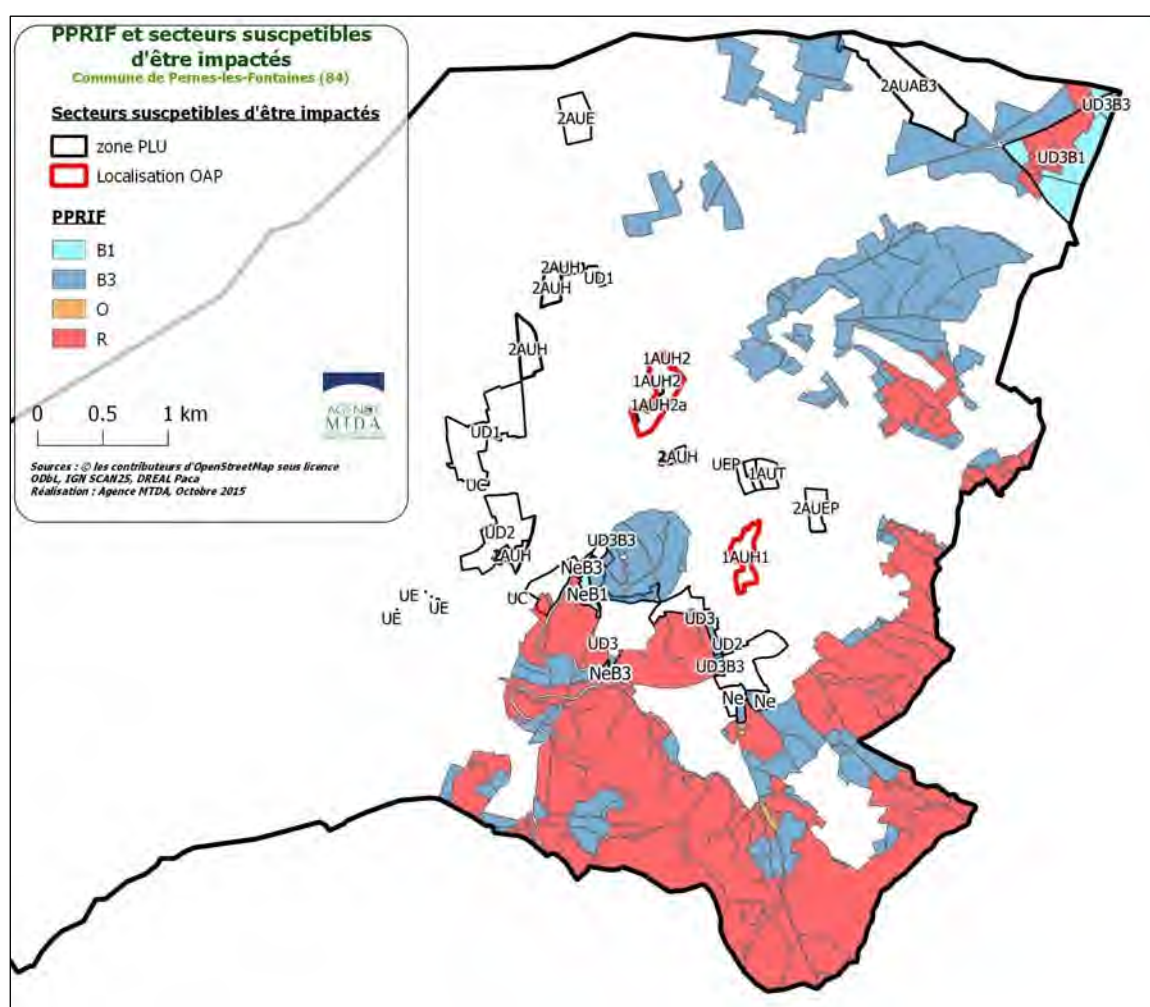 PPRIF et secteurs suscpetibles
d'être impactés
Commune de Pernes-les-Fontaines (84)
Secteurs suscpetibles d'être impactés
zone PLU
Localisation OAP
PPRIF
B1
B3
O
R
0 0.5 1 km
AGENCE
MTDA
Sources : © les contributeurs d'OpenStreetMap sous licence
ODbL, IGN SCAN25, DREAL Paca
Réalisation : Agence MTDA, Octobre 2015
2AUE
2AUAB3
UD3B3
UD3B1
2AUH
UD1
2AUH
2AUH
1AUH2
1AUH2
1AUH2a
UD1
2AUH
UEP
1AUT
UC
2AUEP
UD2
2AUH
UD3B3
1AUH1
NeB3
NeB1
UC
UE
UE
UE
UD3
UD3
UD2
UD3B3
NeB3
Ne
Ne